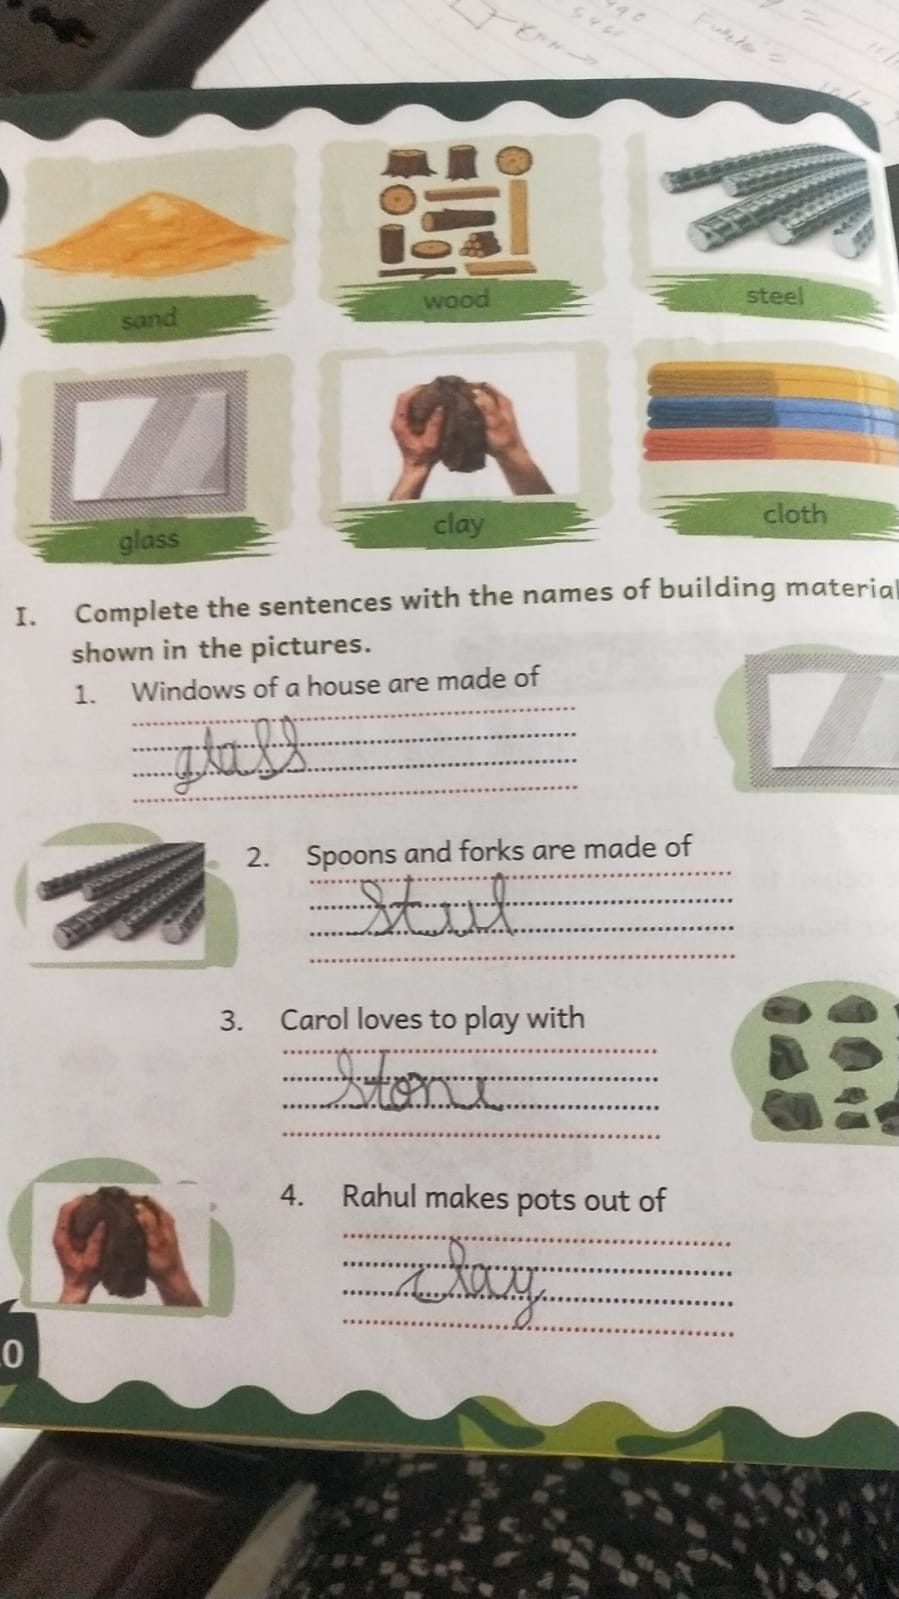 sand
wood
steel
glass
clay
cloth
I. Complete the sentences with the names of building material
shown in the pictures.
1. Windows of a house are made of
glass
2. Spoons and forks are made of
Steel
3. Carol loves to play with
Stone
4. Rahul makes pots out of
clay
0